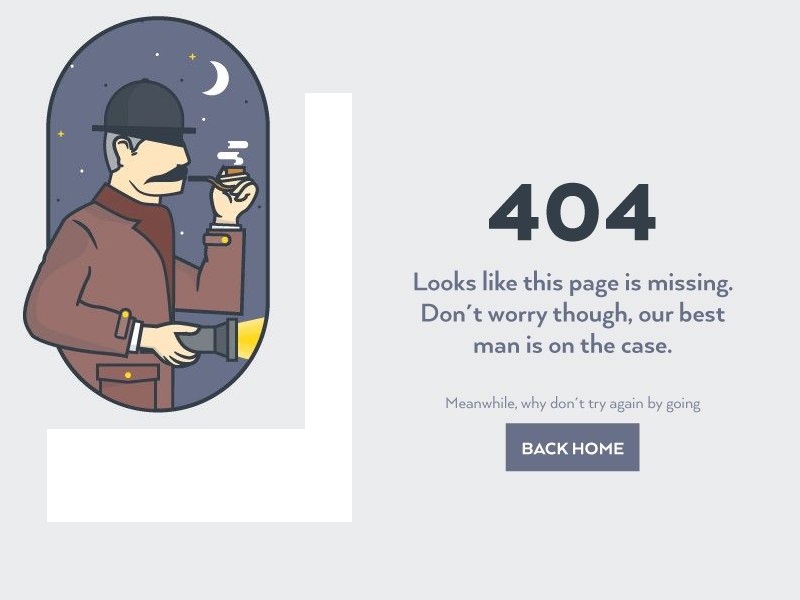 404
Looks like this page is missing.
Don´t worry though, our best
man is on the case.
Meanwhile, why don´t try again by going
BACK HOME